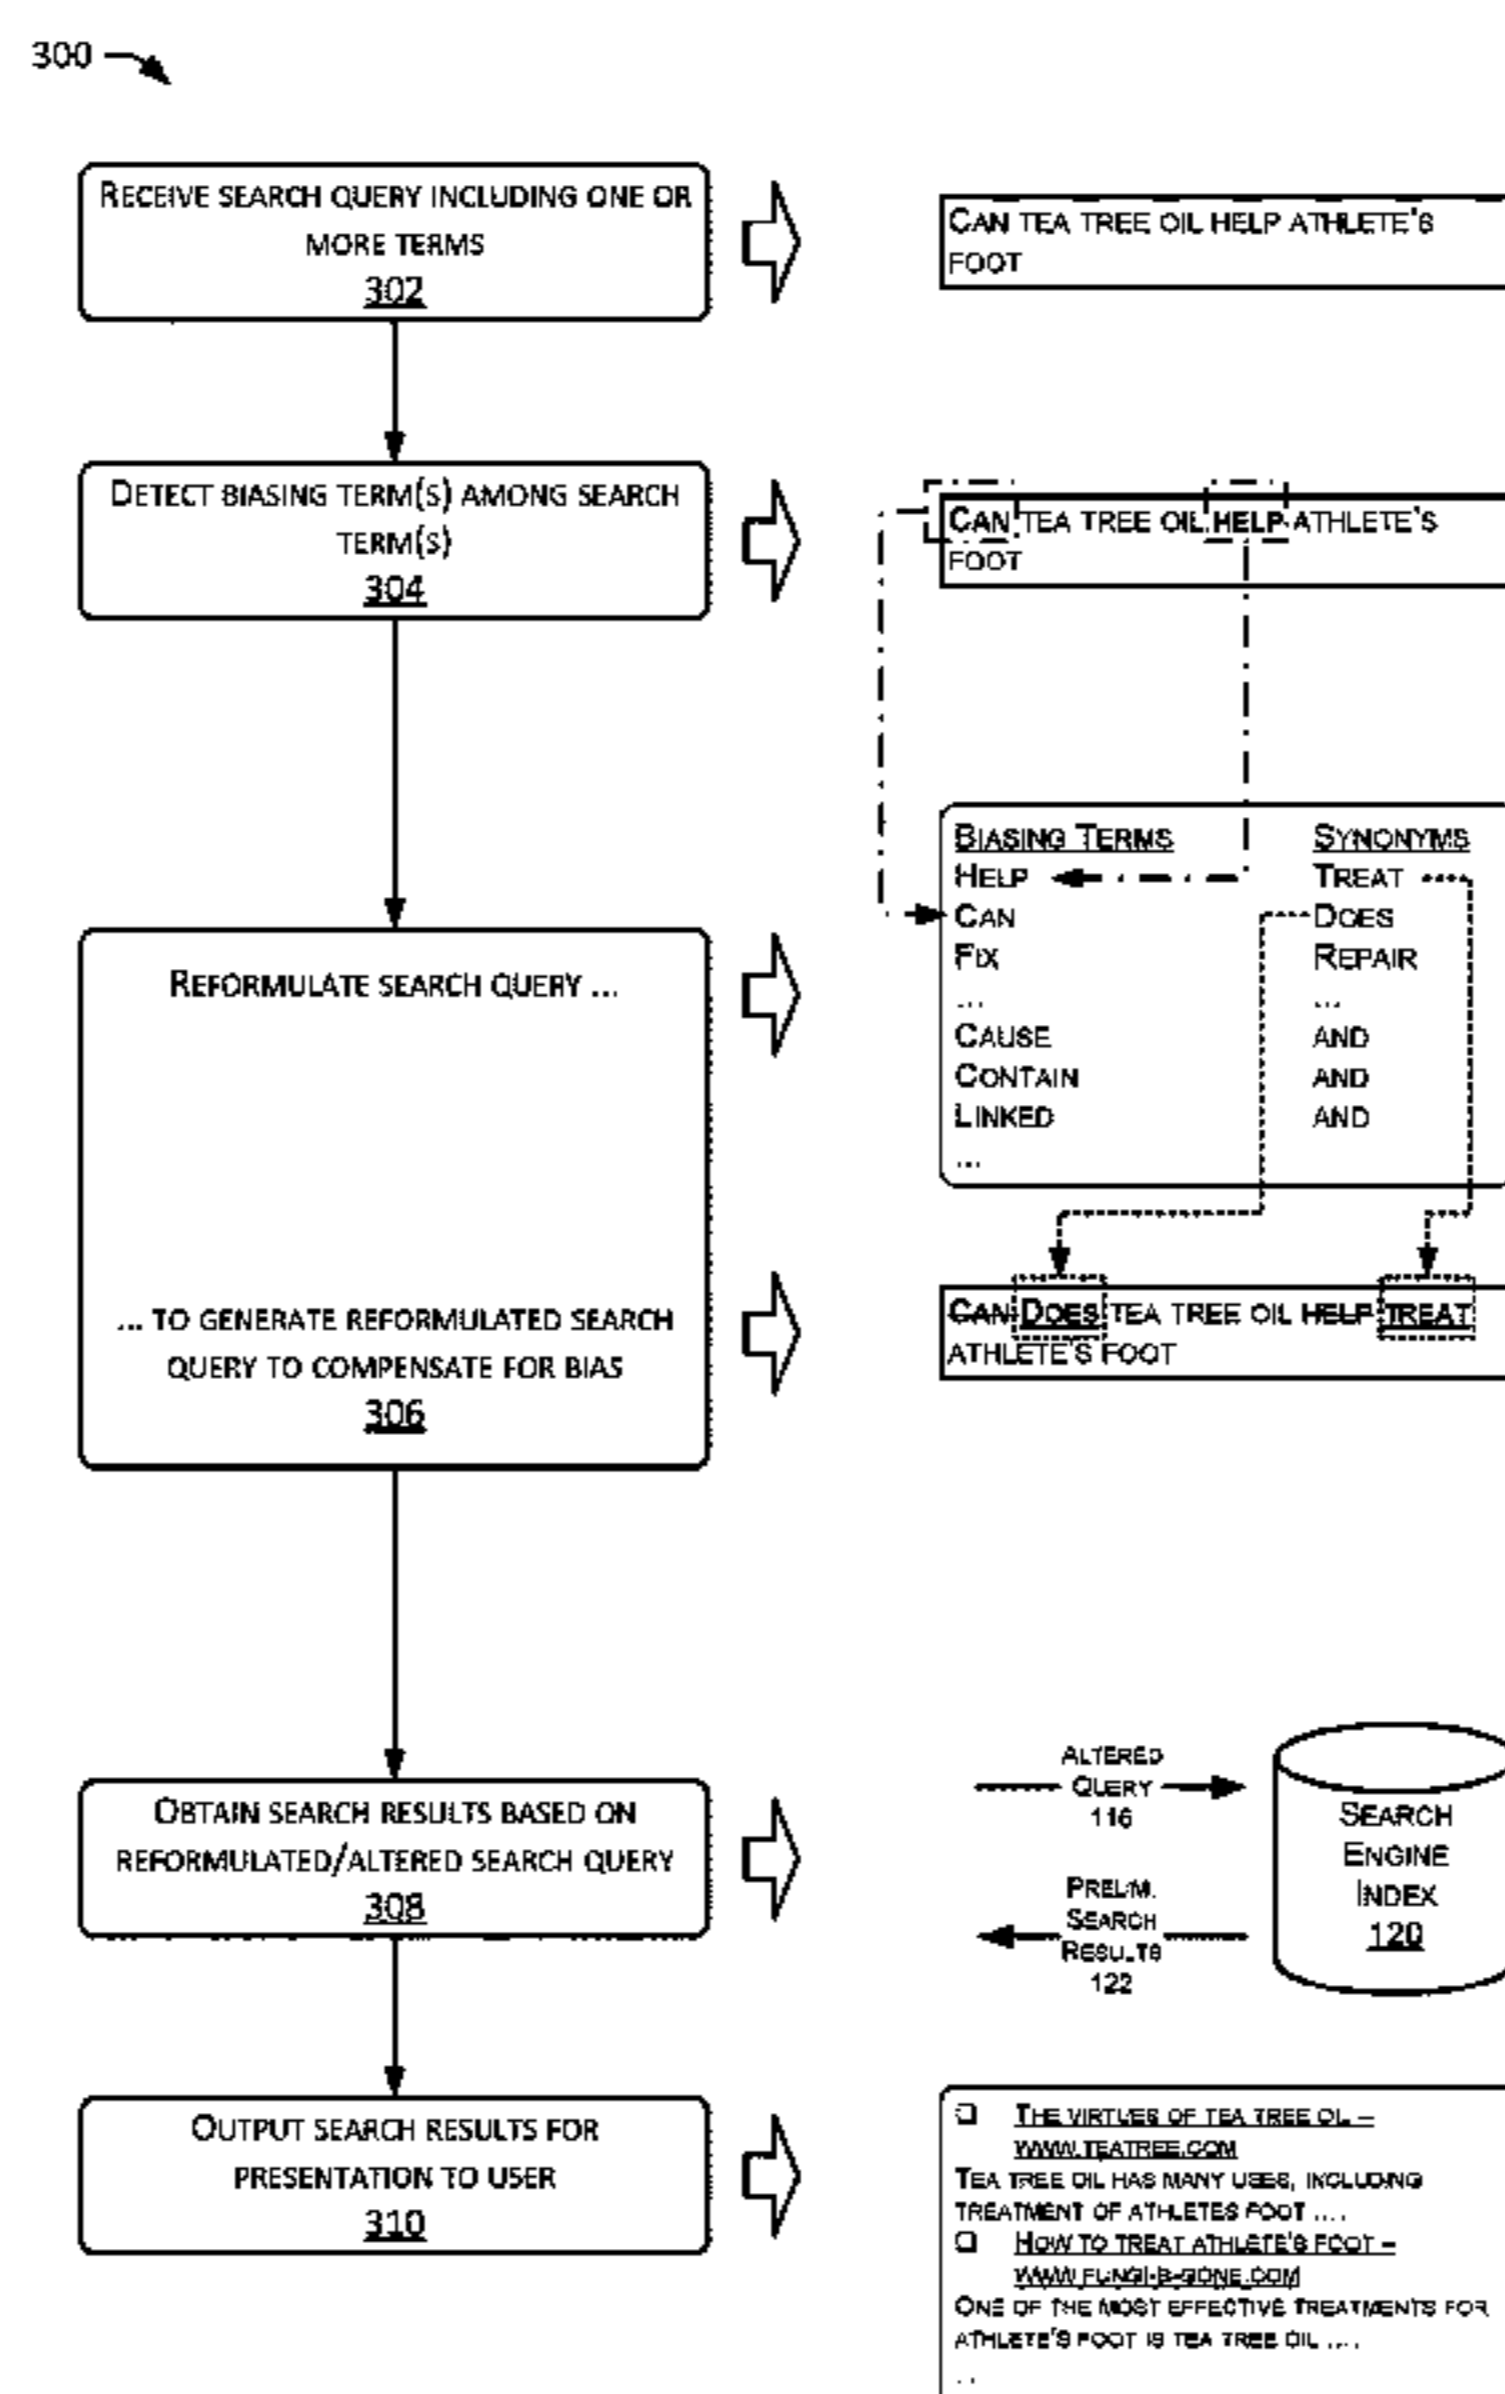 300
RECEIVE SEARCH QUERY INCLUDING ONE OR
MORE TERMS
302
CAN TEA TREE OIL HELP ATHLETE'S
FOOT
DETECT BIASING TERM(S) AMONG SEARCH
TERM(S)
304
CAN TEA TREE OIL HELP ATHLETE'S
FOOT
BIASING TERMS SYNONYMS
HELP TREAT
CAN DOES
FIX REPAIR
... ...
CAUSE AND
CONTAIN AND
LINKED AND
...
REFORMULATE SEARCH QUERY ...
... TO GENERATE REFORMULATED SEARCH
QUERY TO COMPENSATE FOR BIAS
306
CAN DOES TEA TREE OIL HELP TREAT
ATHLETE'S FOOT
OBTAIN SEARCH RESULTS BASED ON
REFORMULATED/ALTERED SEARCH QUERY
308
ALTERED
QUERY
116
PRELIM.
SEARCH
RESULTS
122
SEARCH
ENGINE
INDEX
120
OUTPUT SEARCH RESULTS FOR
PRESENTATION TO USER
310
THE VIRTUES OF TEA TREE OIL –
WWW.TEATREE.COM
TEA TREE OIL HAS MANY USES, INCLUDING
TREATMENT OF ATHLETES FOOT ....
HOW TO TREAT ATHLETE'S FOOT –
WWW.FUNGI-B-GONE.COM
ONE OF THE MOST EFFECTIVE TREATMENTS FOR
ATHLETE'S FOOT IS TEA TREE OIL ....
..